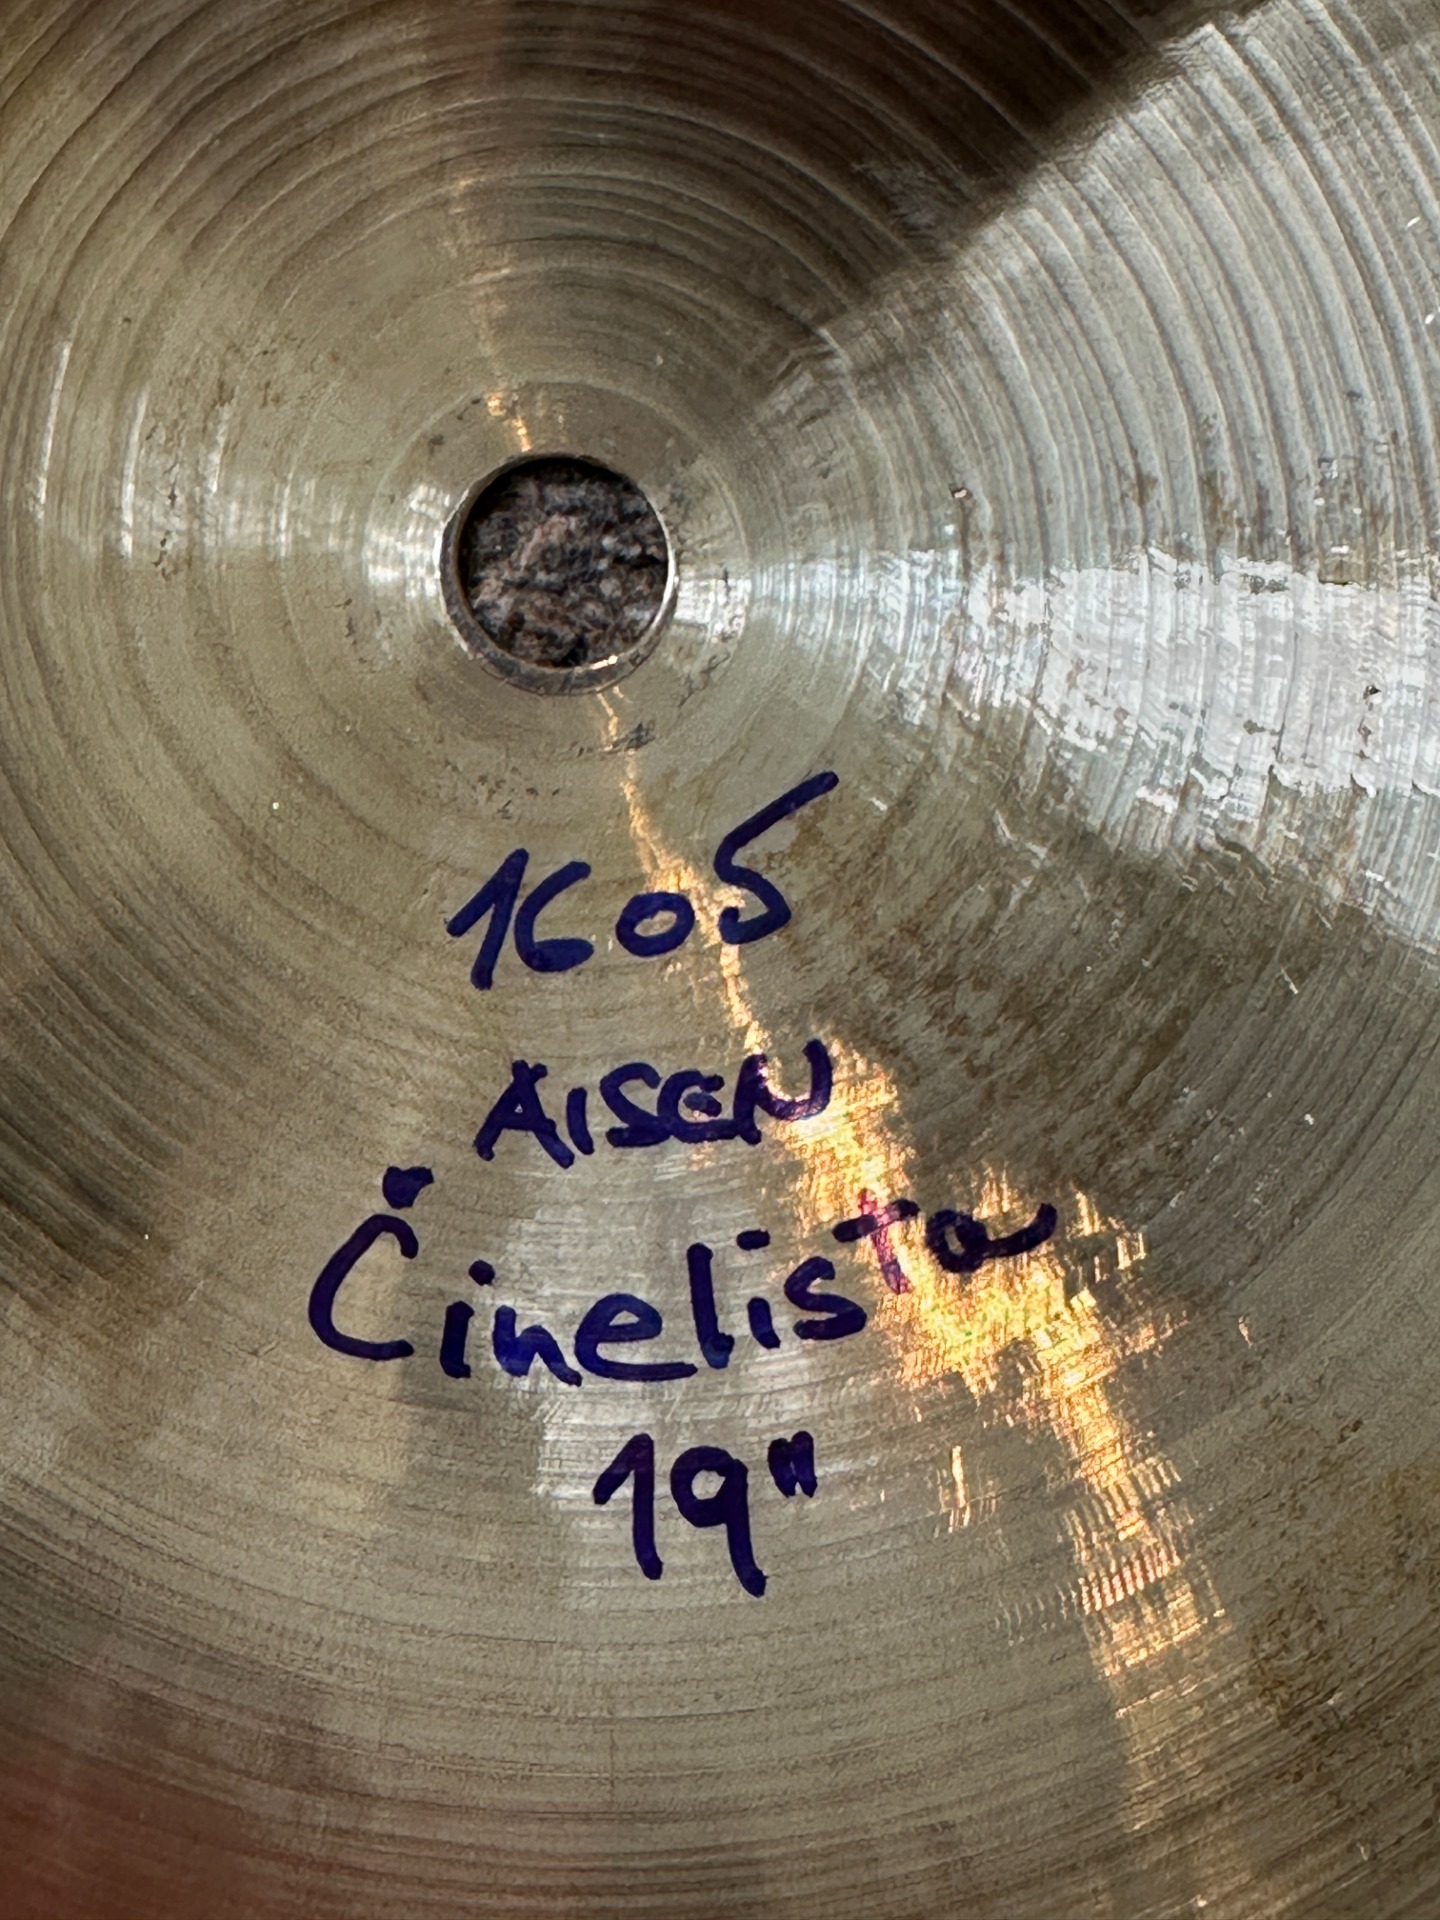 1605
AISEN
Činelista
19"